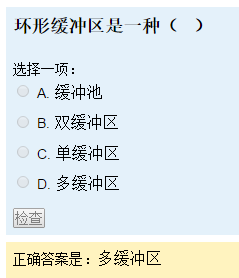 环形缓冲区是一种（ ）
选择一项：
A. 缓冲池
B. 双缓冲区
C. 单缓冲区
D. 多缓冲区
检查
正确答案是：多缓冲区